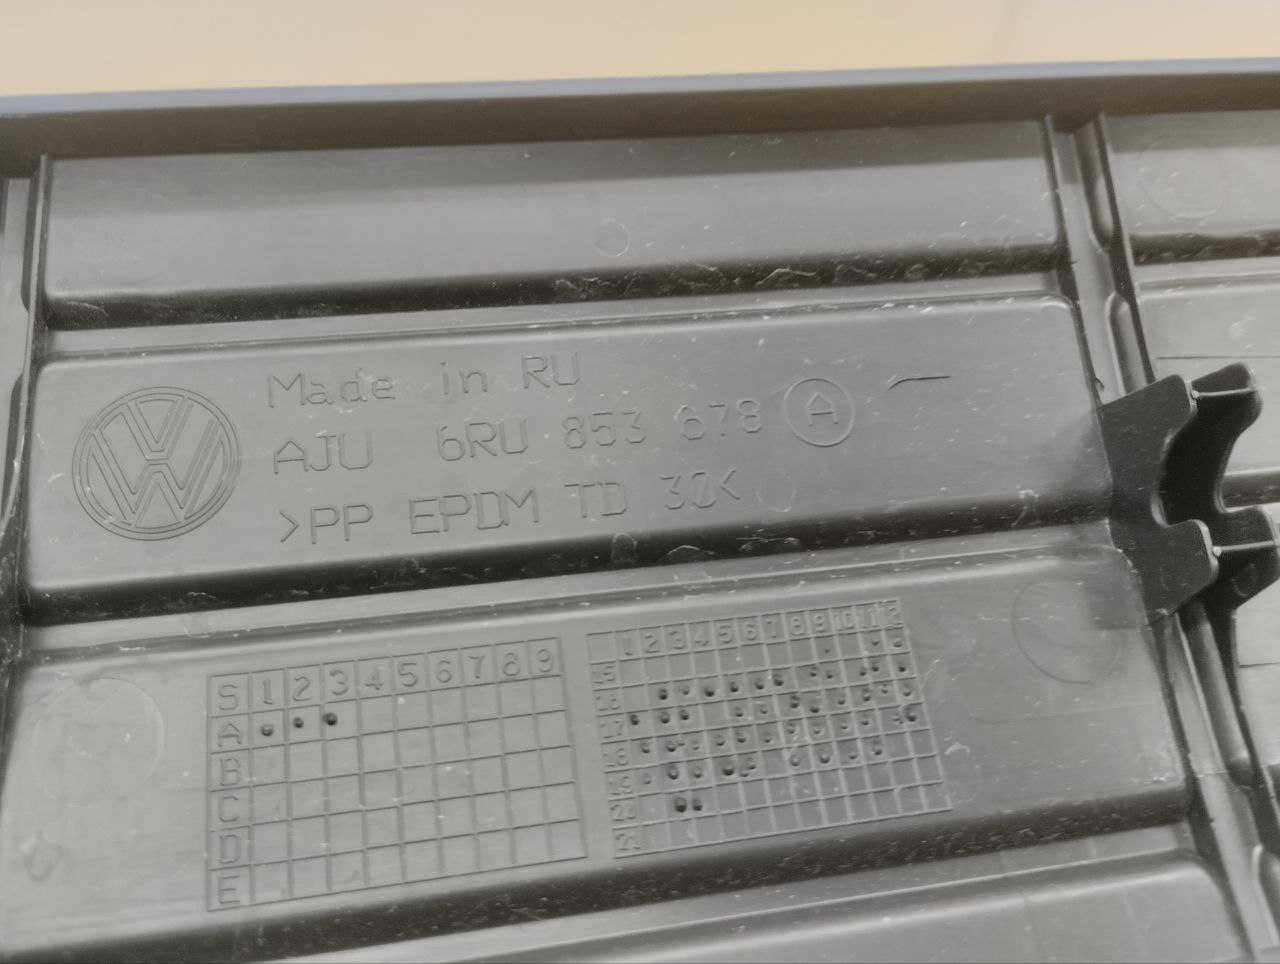 Made in RU
AJU 6RU 853 678 A
>PP EPDM TD 30<
S 1 2 3 4 5 6 7 8 9
A
B
C
D
E
1 2 3 4 5 6 7 8 9 10 11 12
15
16
17
18
19
20
21